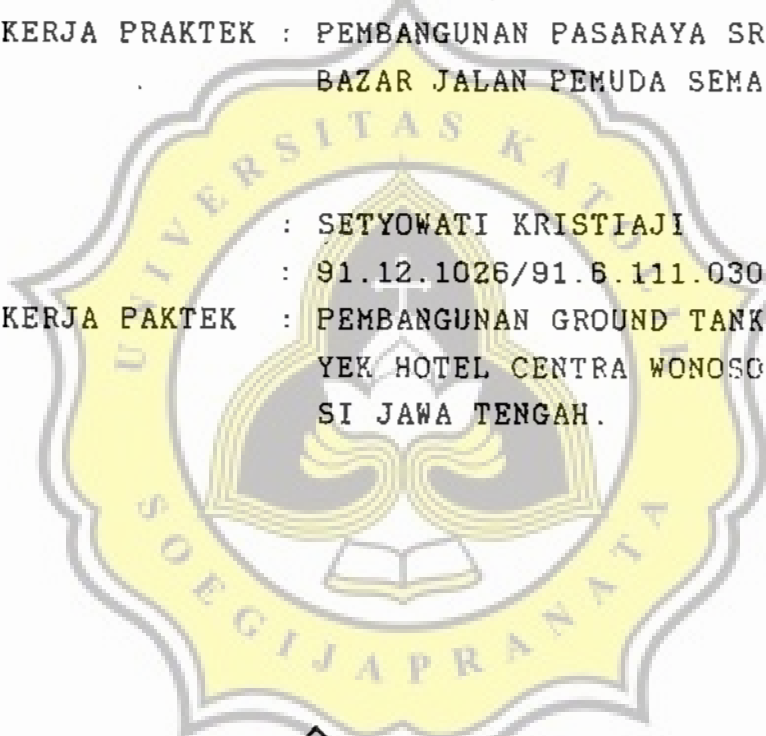 KERJA PRAKTEK : PEMBANGUNAN PASARAYA SR
BAZAR JALAN PEMUDA SEMA
: SETYOWATI KRISTIAJI
: 91.12.1026/91.6.111.030
KERJA PAKTEK : PEMBANGUNAN GROUND TANK
YEK HOTEL CENTRA WONOSO
SI JAWA TENGAH.
UNIVERSITAS KATOLIK
SOEGIJAPRANATA